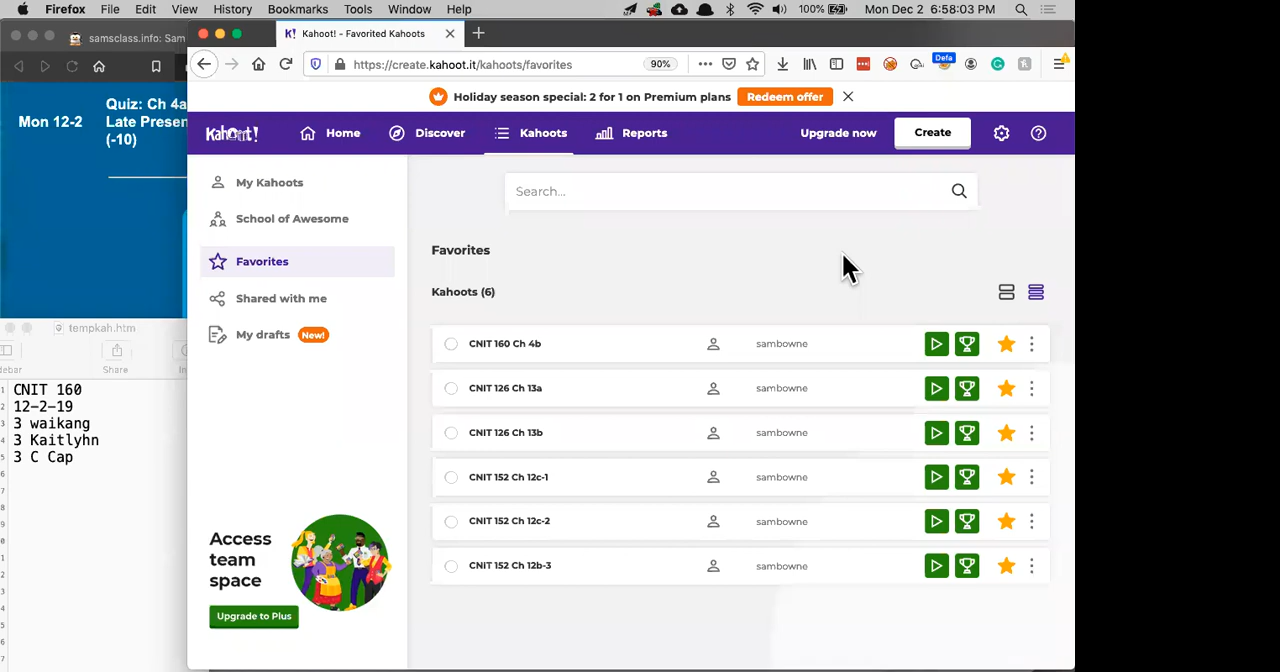 Firefox File Edit View History Bookmarks Tools Window Help 100% Mon Dec 2 6:58:03 PM
samsclass.info: Sam
Kahoot! - Favorited Kahoots
https://create.kahoot.it/kahoots/favorites 90% Defa
Holiday season special: 2 for 1 on Premium plans Redeem offer
Kahoot! Home Discover Kahoots Reports Upgrade now Create
Mon 12-2
Quiz: Ch 4a
Late Presen
(-10)
My Kahoots
School of Awesome
Favorites
Shared with me
My drafts New!
Access
team
space
Upgrade to Plus
Search...
Favorites
Kahoots (6)
CNIT 160 Ch 4b sambowne
CNIT 126 Ch 13a sambowne
CNIT 126 Ch 13b sambowne
CNIT 152 Ch 12c-1 sambowne
CNIT 152 Ch 12c-2 sambowne
CNIT 152 Ch 12b-3 sambowne
tempkah.htm
debar Share
CNIT 160
12-2-19
3 waikang
3 Kaitlyhn
3 C Cap